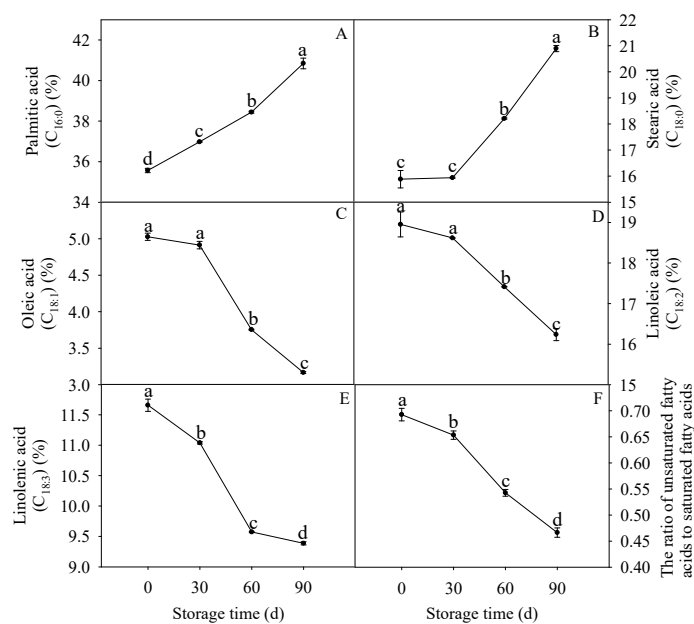 A
Palmitic acid
(C16:0) (%)
42
40
38
36
34
d
c
b
a
B
Stearic acid
(C18:0) (%)
22
21
20
19
18
17
16
15
c
c
b
a
C
Oleic acid
(C18:1) (%)
5.0
4.5
4.0
3.5
3.0
a
a
b
c
D
Linoleic acid
(C18:2) (%)
19
18
17
16
15
a
a
b
c
E
Linolenic acid
(C18:3) (%)
11.5
11.0
10.5
10.0
9.5
9.0
a
b
c
d
F
The ratio of unsaturated fatty
acids to saturated fatty acids
0.70
0.65
0.60
0.55
0.50
0.45
0.40
a
b
c
d
0 30 60 90
0 30 60 90
Storage time (d)
Storage time (d)